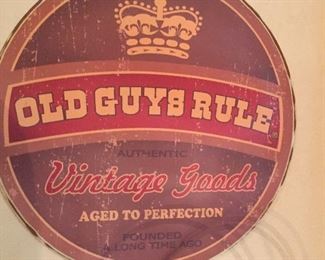 OLD GUYS RULE
AUTHENTIC
Vintage Goods
AGED TO PERFECTION
FOUNDED
A LONG TIME AGO